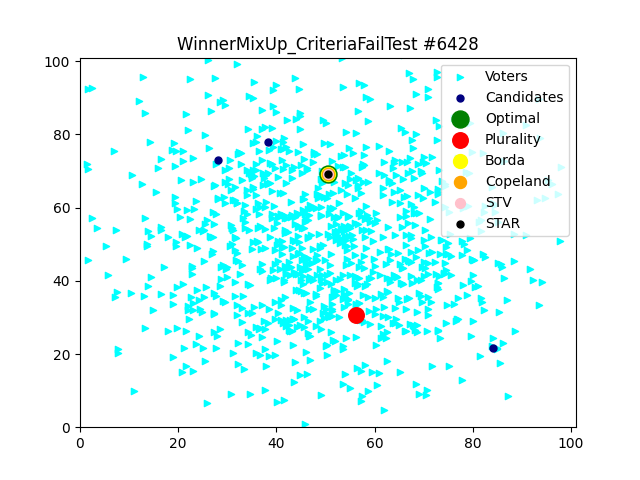 WinnerMixUp_CriteriaFailTest #6428
100
80
60
40
20
0
0
20
40
60
80
100
Voters
Candidates
Optimal
Plurality
Borda
Copeland
STV
STAR